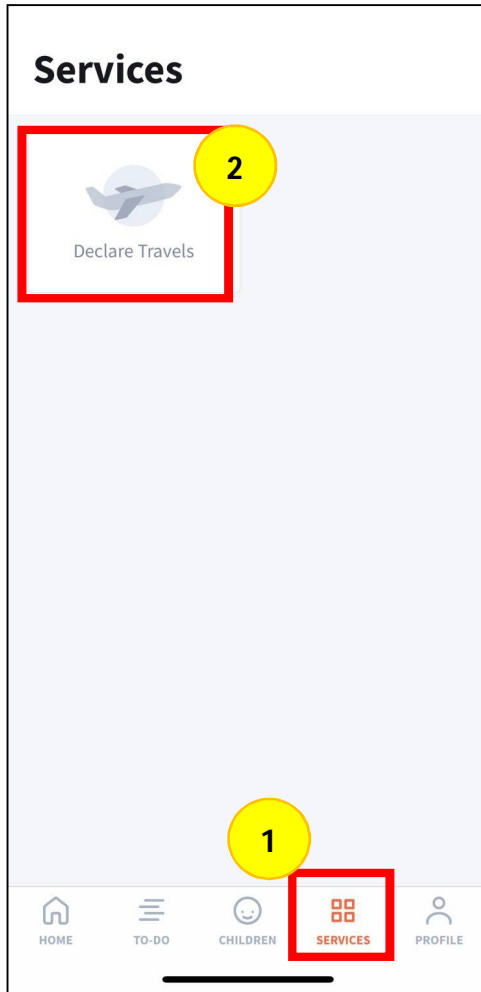 Services
2
Declare Travels
1
HOME
TO-DO
CHILDREN
SERVICES
PROFILE